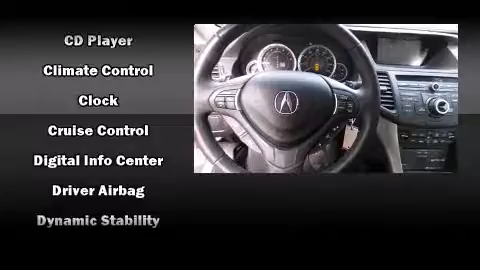 CD Player
Climate Control
Clock
Cruise Control
Digital Info Center
Driver Airbag
Dynamic Stability